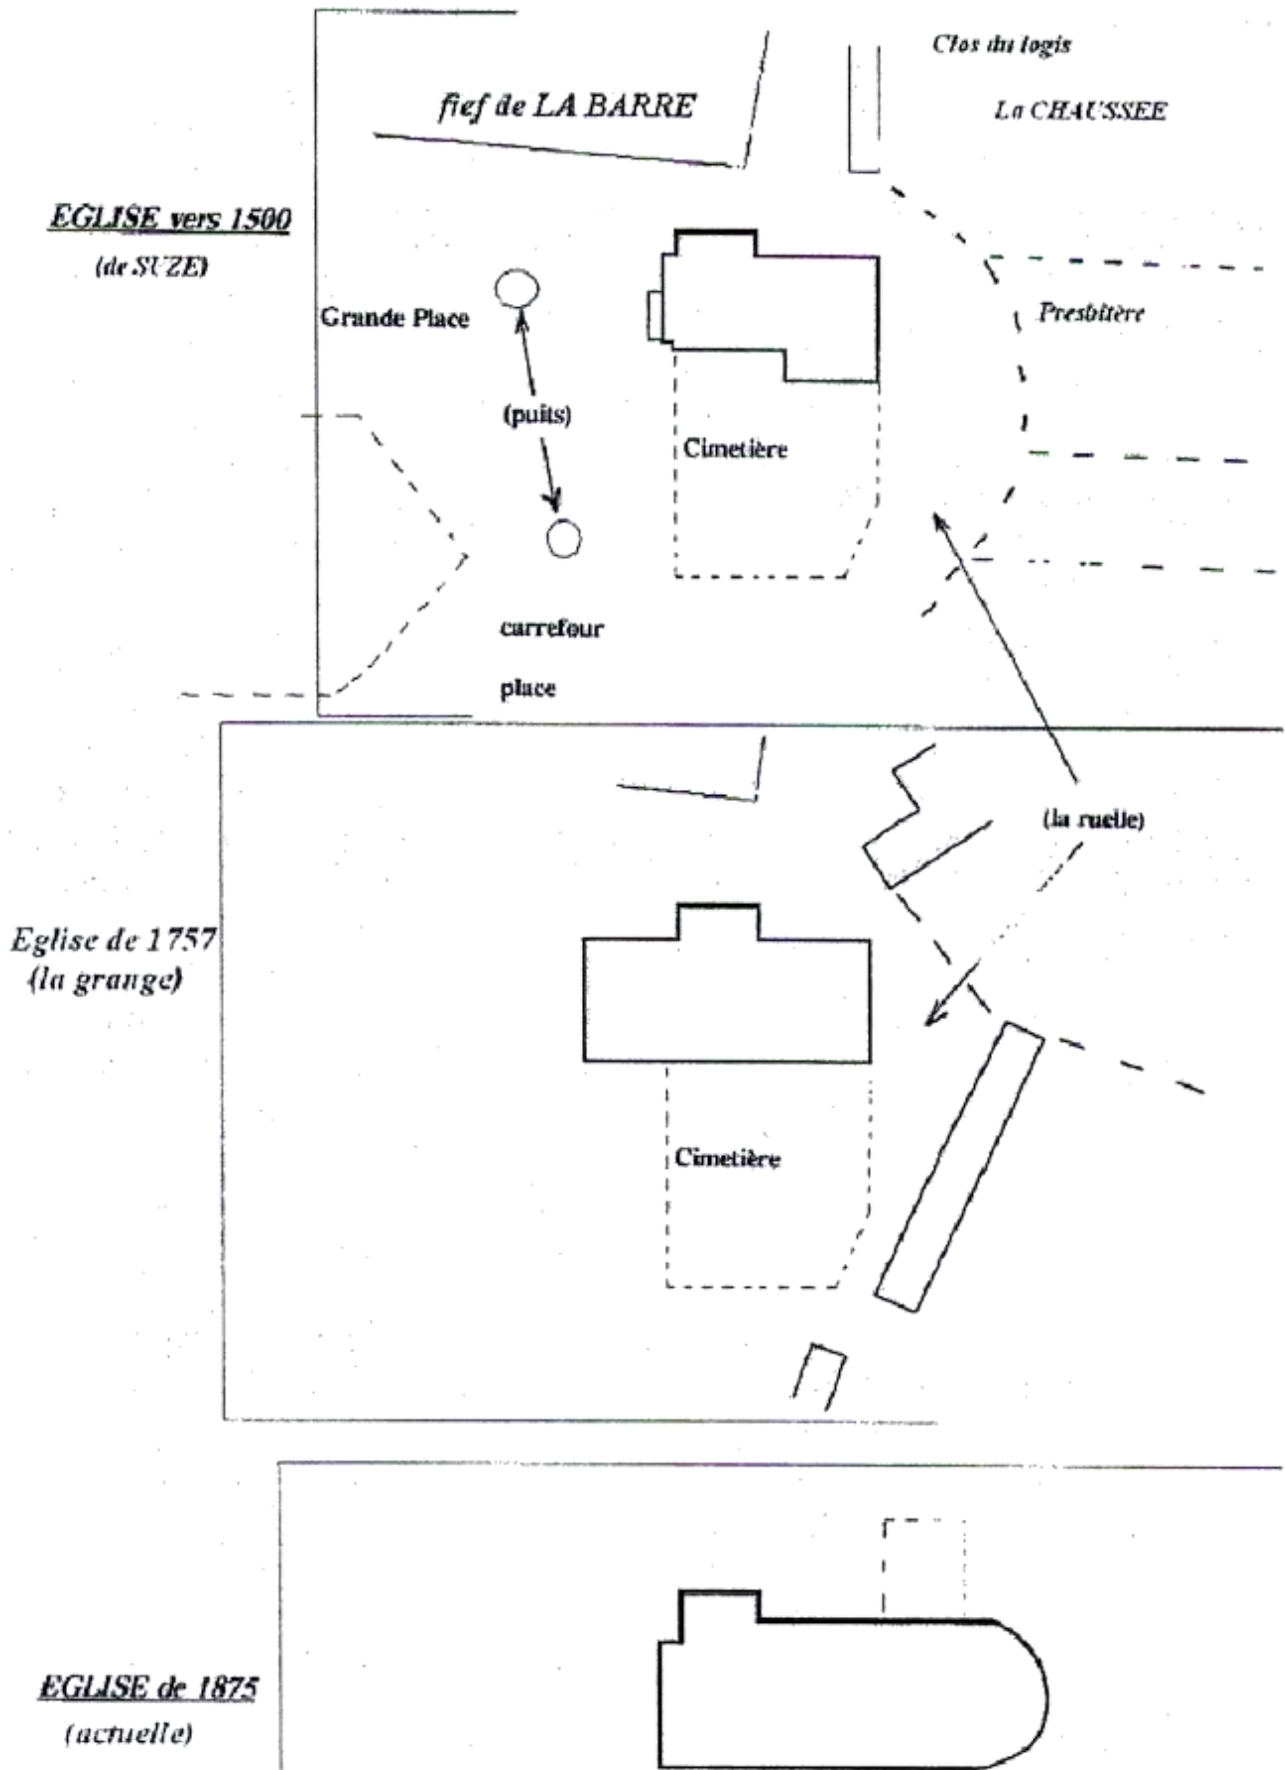 Clos du logis
fief de LA BARRE
La CHAUSSEE
EGLISE vers 1500
(de SUZE)
Grande Place
Presbitère
(puits)
Cimetière
carrefour
place
(la ruelle)
Eglise de 1757
(la grange)
Cimetière
EGLISE de 1875
(actuelle)